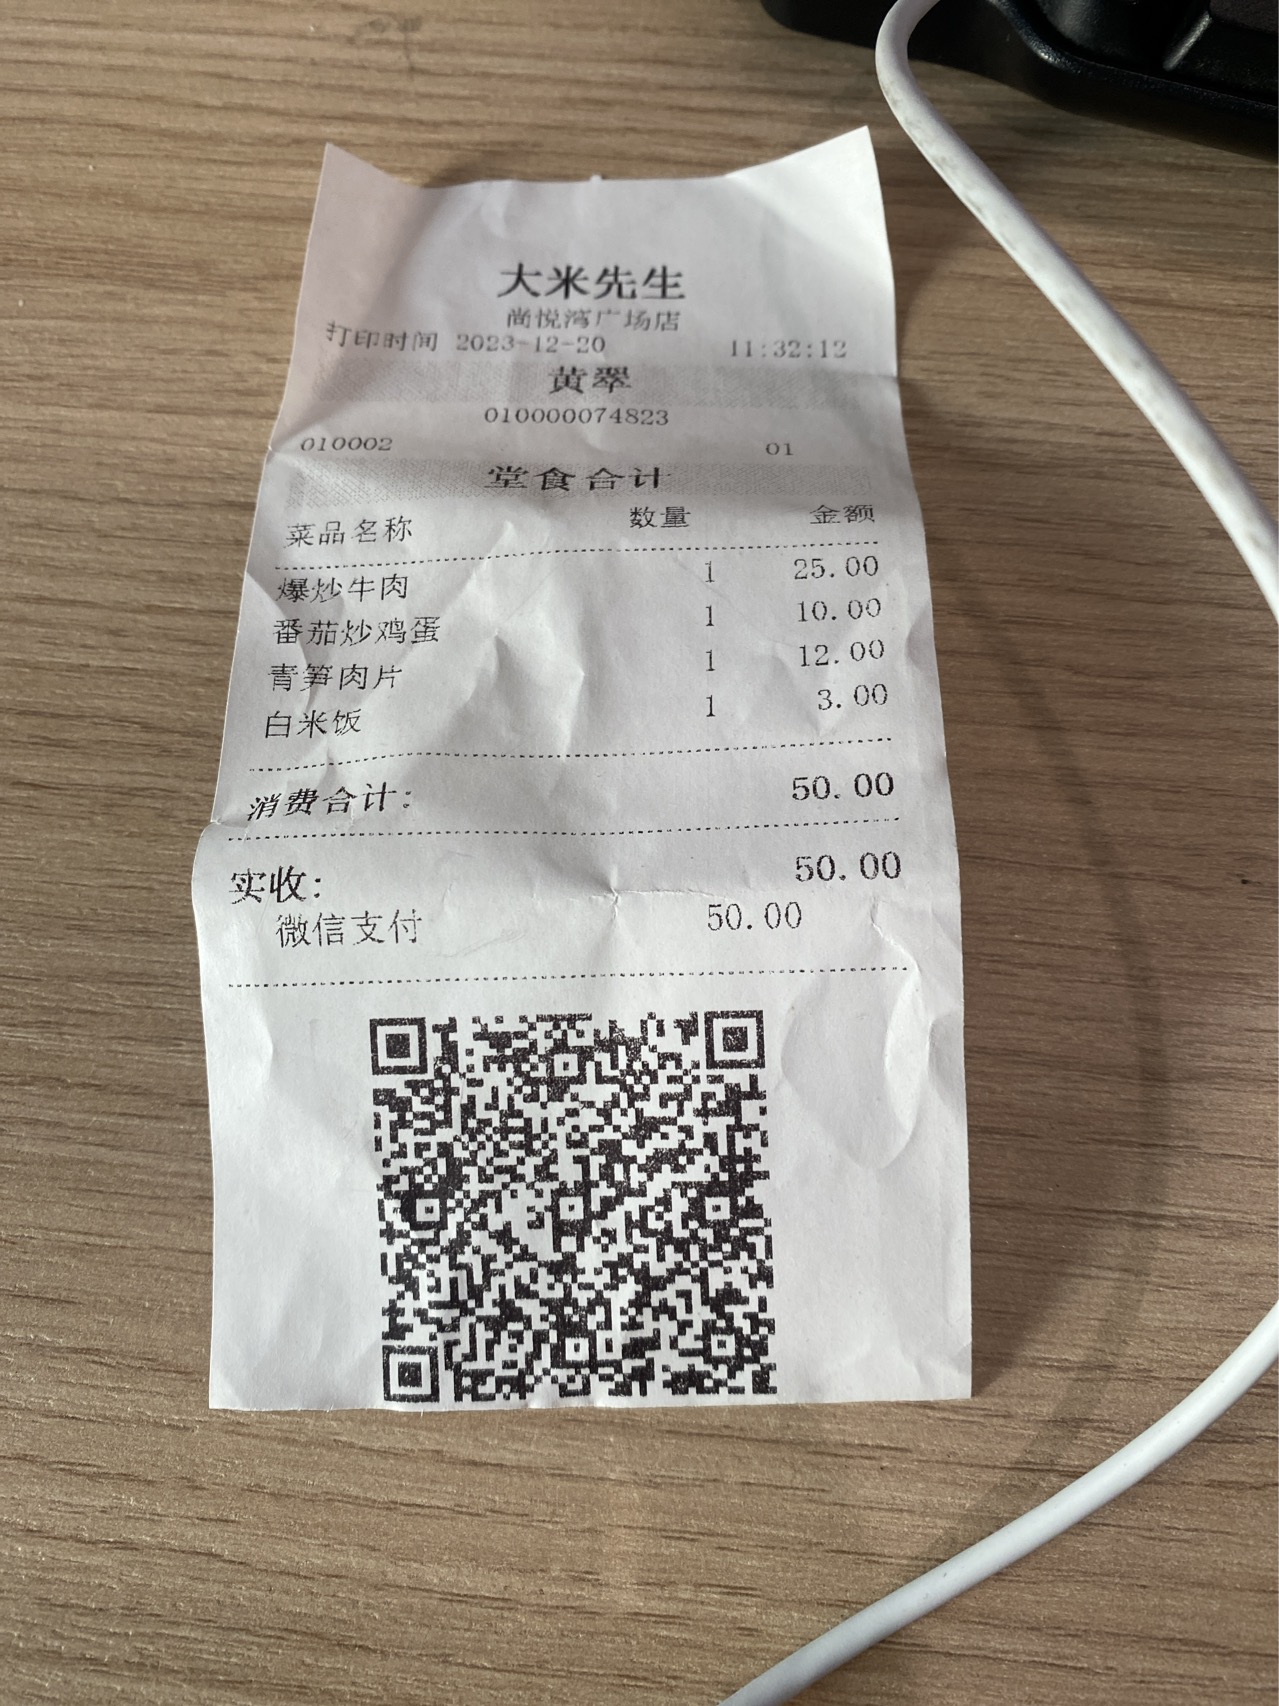 大米先生
尚悦湾广场店
打印时间 2023-12-20 11:32:12
黄翠
010000074823
010002 01
堂食合计
菜品名称 数量 金额
爆炒牛肉 1 25.00
番茄炒鸡蛋 1 10.00
青笋肉片 1 12.00
白米饭 1 3.00
消费合计: 50.00
实收: 50.00
微信支付 50.00